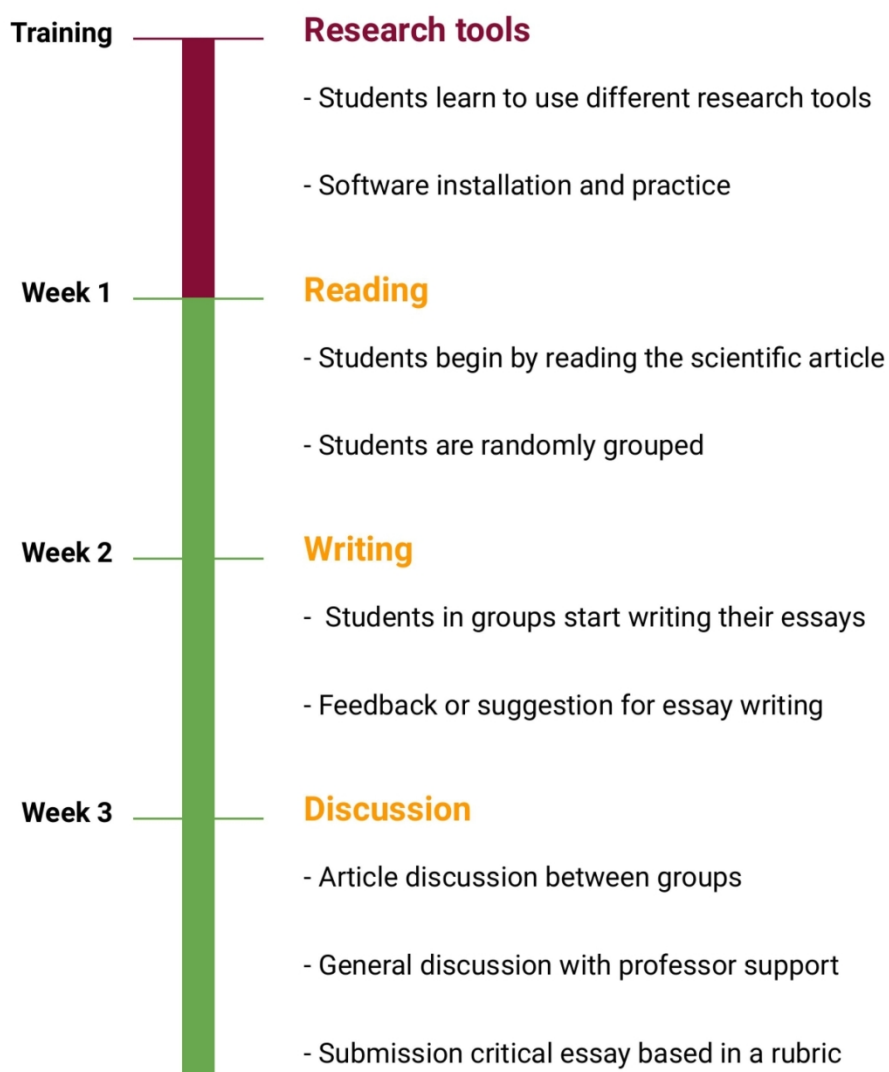 Training
Research tools
- Students learn to use different research tools
- Software installation and practice
Week 1
Reading
- Students begin by reading the scientific article
- Students are randomly grouped
Week 2
Writing
- Students in groups start writing their essays
- Feedback or suggestion for essay writing
Week 3
Discussion
- Article discussion between groups
- General discussion with professor support
- Submission critical essay based in a rubric